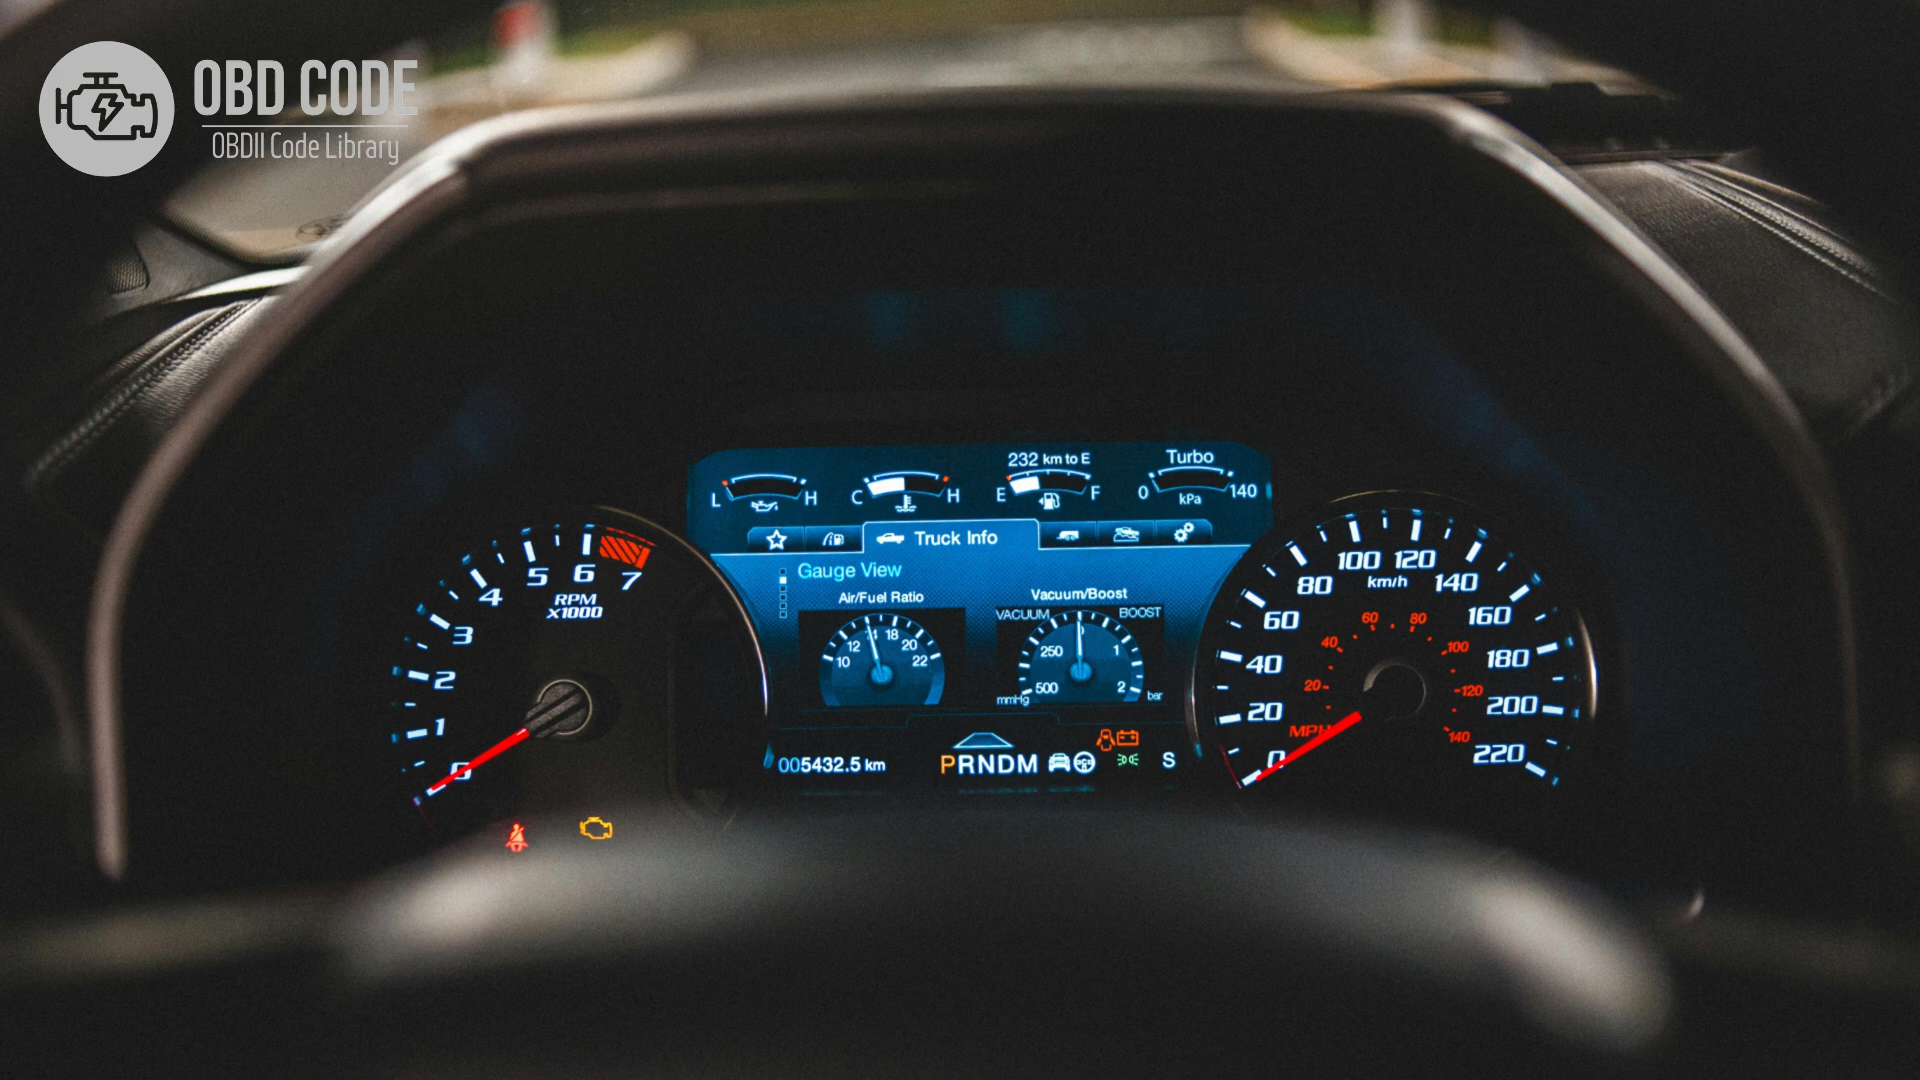 OBD CODE
OBDII Code Library
232 km to E
Turbo
L H
C H
E F
0 140
kPa
Truck Info
Gauge View
Air/Fuel Ratio
10 12 14 18 20 22
Vacuum/Boost
VACUUM BOOST
0
250 1
500 2
mmHg bar
0 1 2 3 4 5 6 7
RPM
X1000
0 20 40 60 80 100 120 140 160 180 200 220
km/h
20 40 60 80 100 120 140
MPH
005432.5 km
PRNDM
S